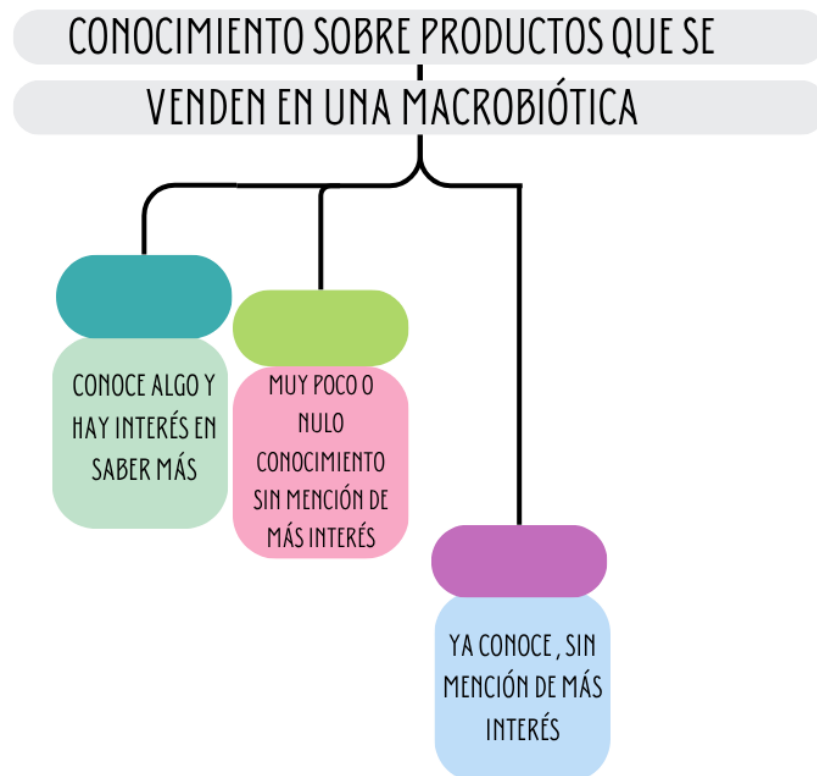 CONOCIMIENTO SOBRE PRODUCTOS QUE SE
VENDEN EN UNA MACROBIÓTICA
CONOCE ALGO Y
HAY INTERÉS EN
SABER MÁS
MUY POCO O
NULO
CONOCIMIENTO
SIN MENCIÓN DE
MÁS INTERÉS
YA CONOCE , SIN
MENCIÓN DE MÁS
INTERÉS